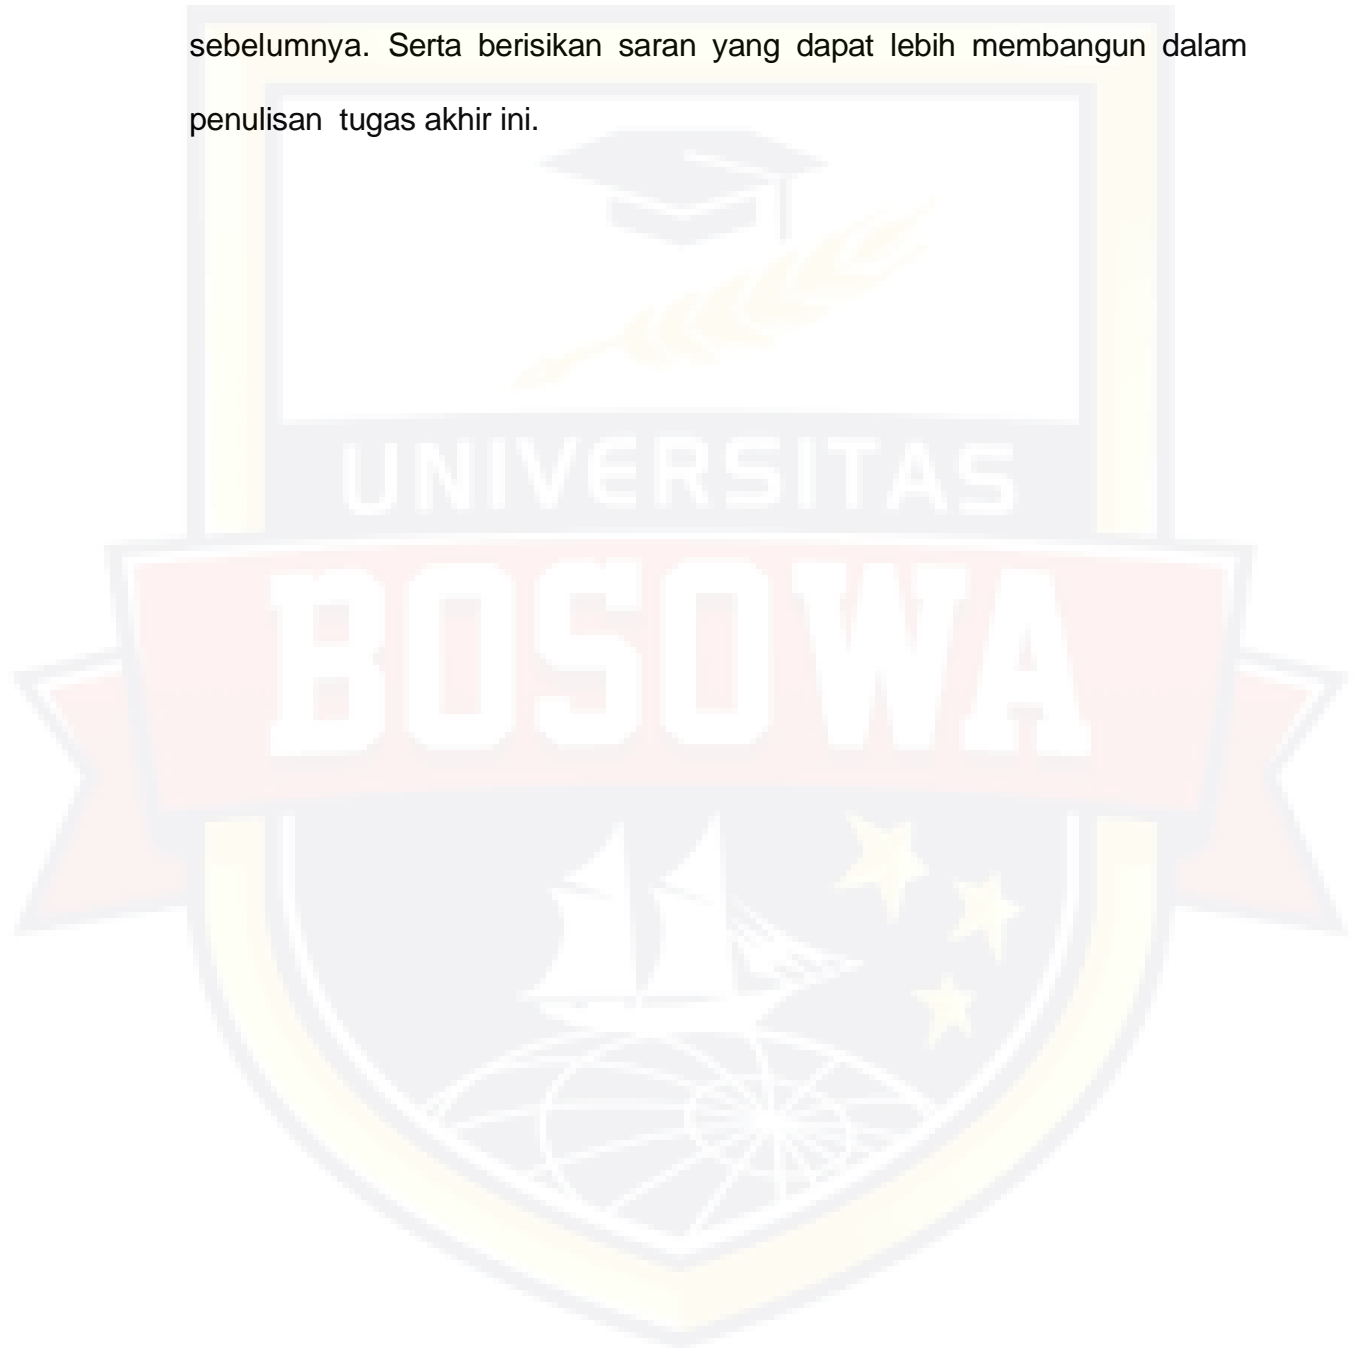 sebelumnya. Serta berisikan saran yang dapat lebih membangun dalam
penulisan tugas akhir ini.
UNIVERSITAS
BOSOWA